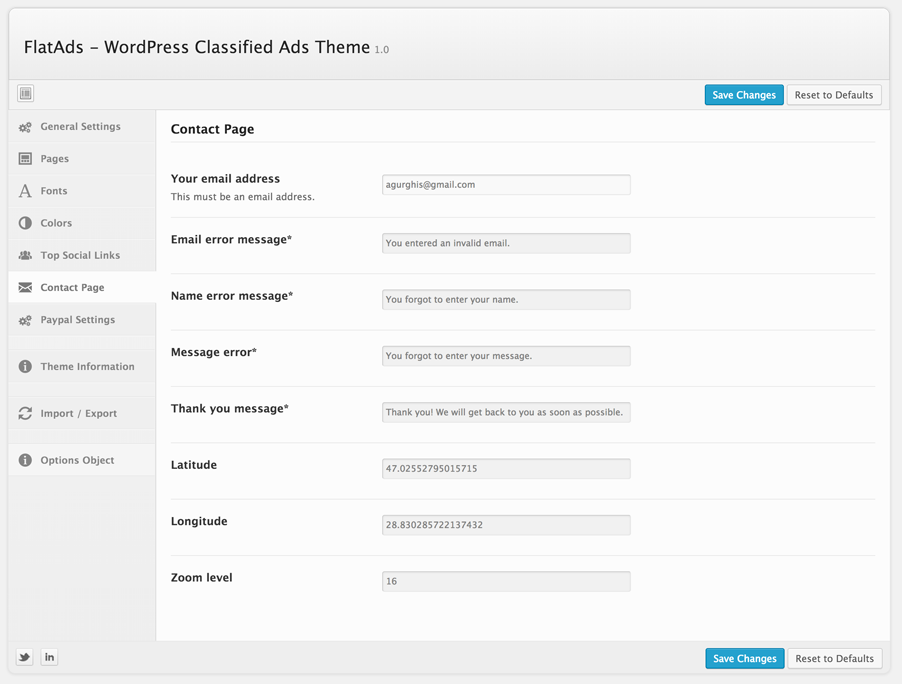 FlatAds – WordPress Classified Ads Theme 1.0
Save Changes Reset to Defaults
General Settings
Pages
Fonts
Colors
Top Social Links
Contact Page
Paypal Settings
Theme Information
Import / Export
Options Object
Contact Page
Your email address
This must be an email address.
agurghis@gmail.com
Email error message*
You entered an invalid email.
Name error message*
You forgot to enter your name.
Message error*
You forgot to enter your message.
Thank you message*
Thank you! We will get back to you as soon as possible.
Latitude
47.02552795015715
Longitude
28.830285722137432
Zoom level
16
Save Changes Reset to Defaults